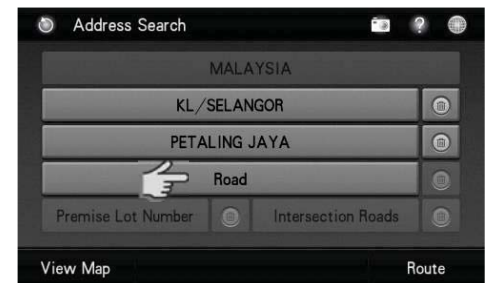 Address Search
?
MALAYSIA
KL/SELANGOR
PETALING JAYA
Road
Premise Lot Number Intersection Roads
View Map Route